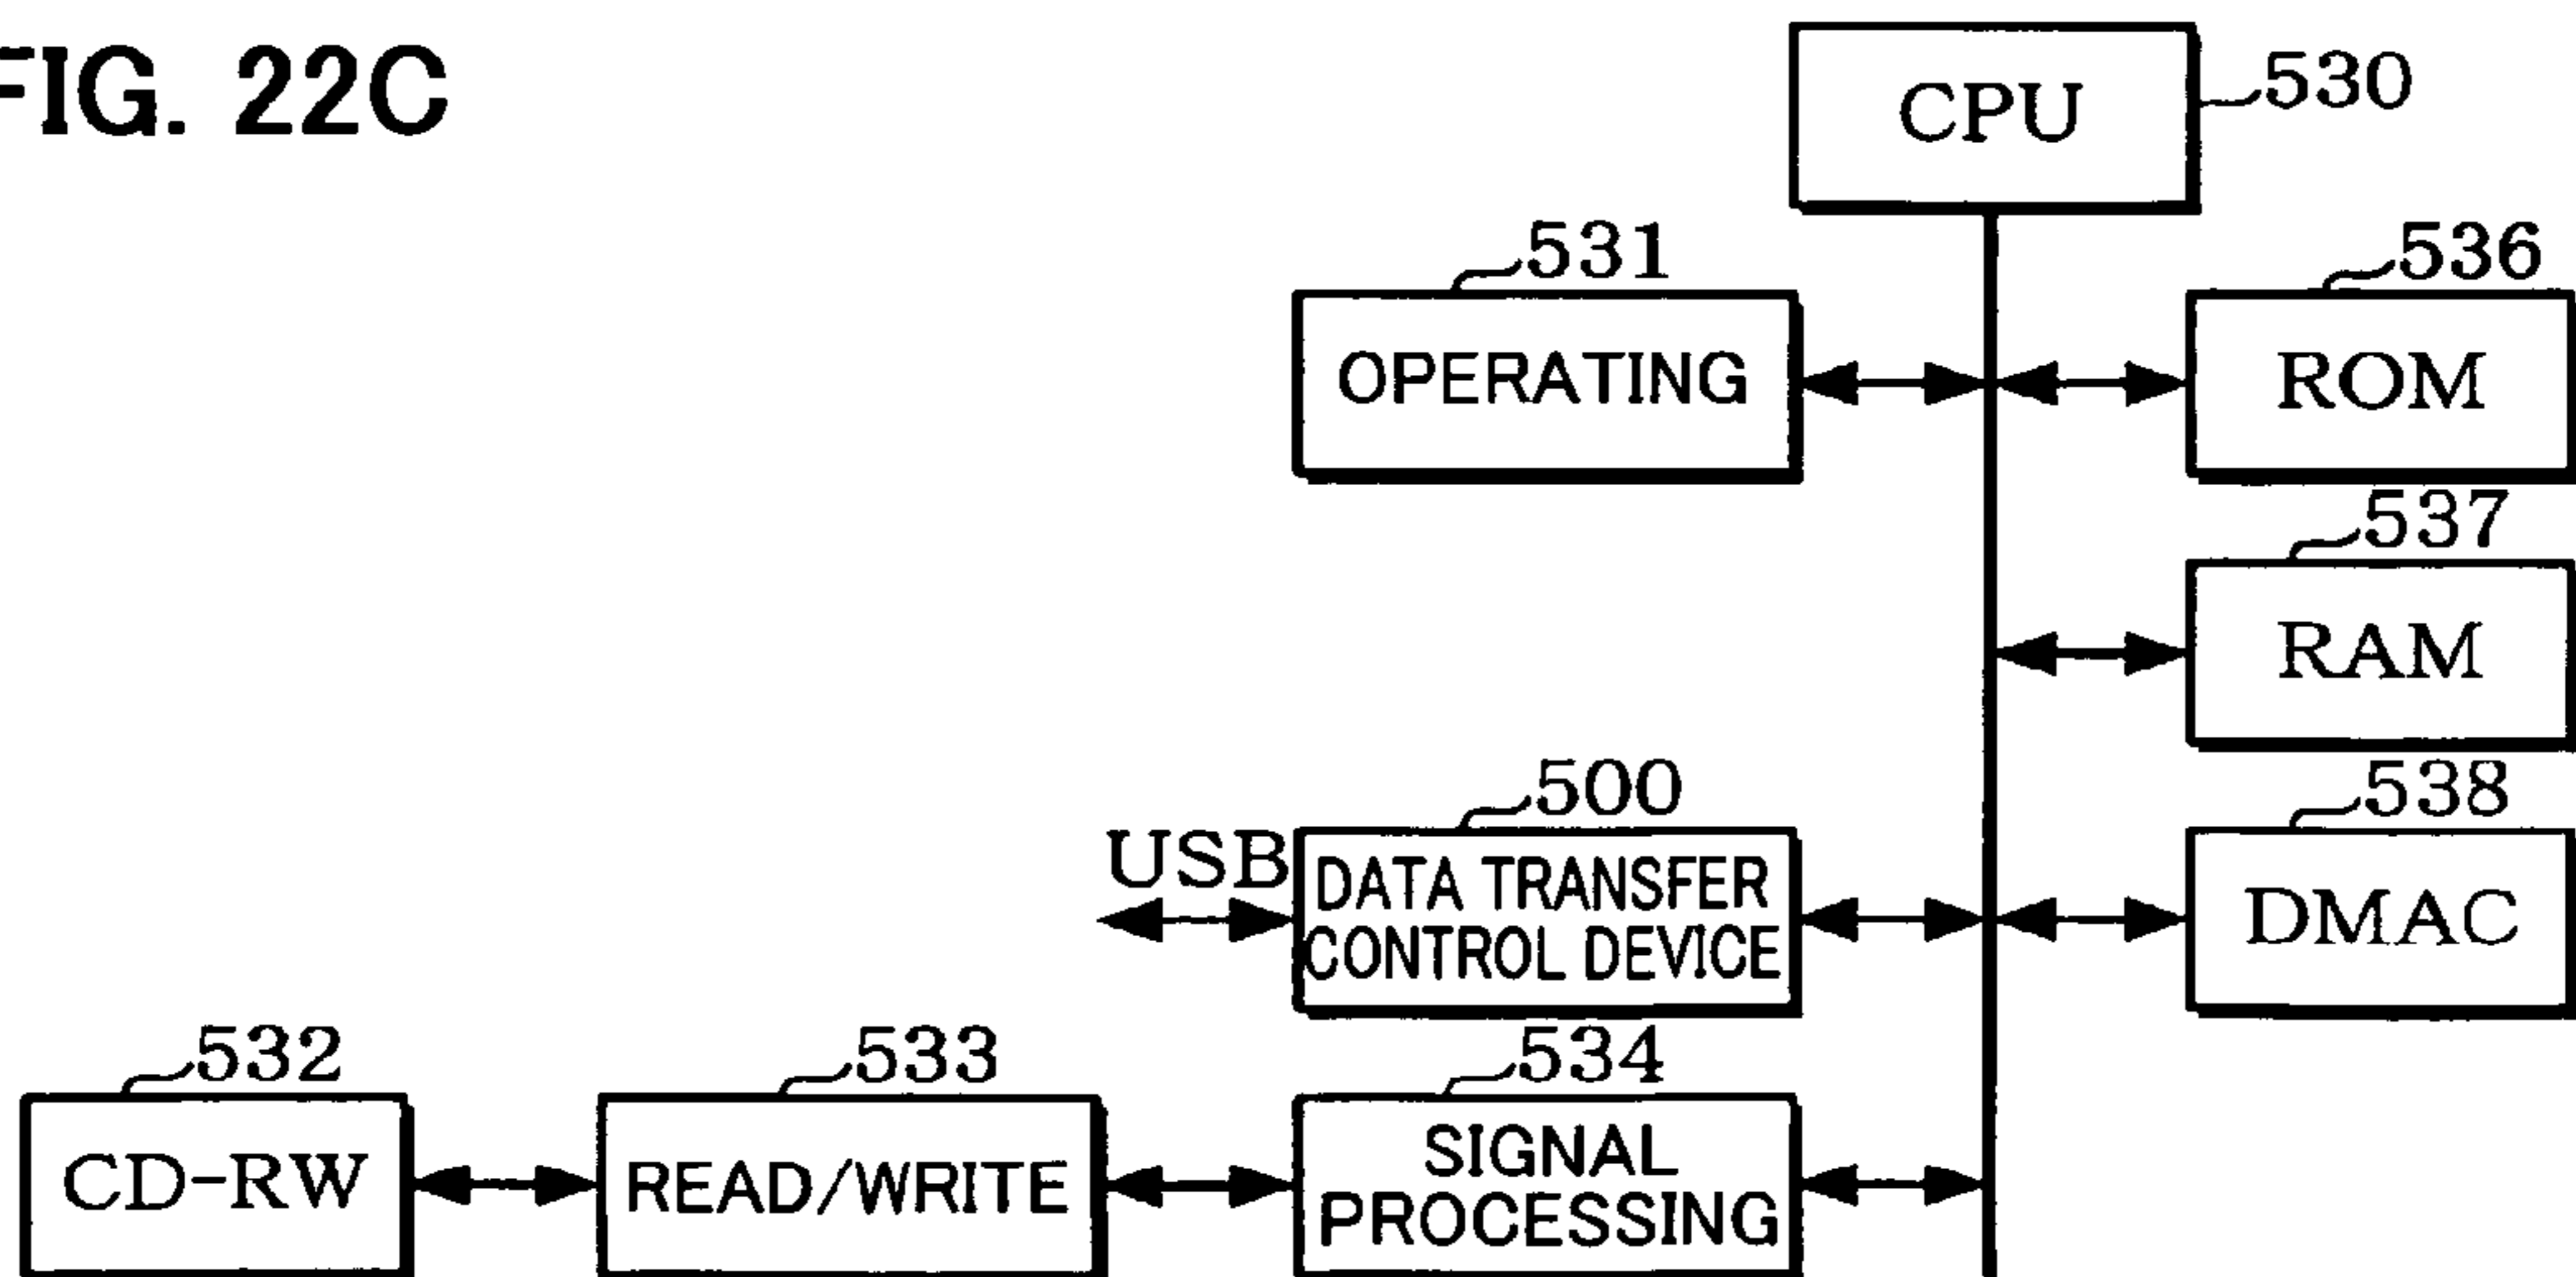 FIG. 22C
CPU
530
531
OPERATING
536
ROM
537
RAM
500
USB
DATA TRANSFER
CONTROL DEVICE
538
DMAC
532
CD-RW
533
READ/WRITE
534
SIGNAL
PROCESSING